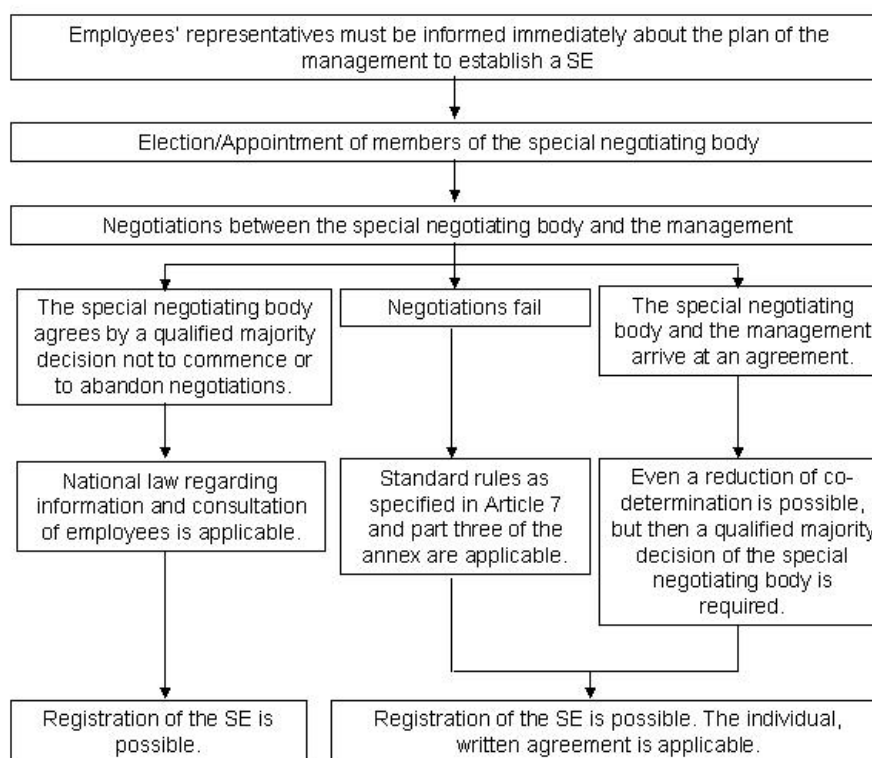 Employees' representatives must be informed immediately about the plan of the
management to establish a SE
Election/Appointment of members of the special negotiating body
Negotiations between the special negotiating body and the management
The special negotiating body
agrees by a qualified majority
decision not to commence or
to abandon negotiations.
Negotiations fail
The special negotiating
body and the management
arrive at an agreement.
National law regarding
information and consultation
of employees is applicable.
Standard rules as
specified in Article 7
and part three of the
annex are applicable.
Even a reduction of co-
determination is possible,
but then a qualified majority
decision of the special
negotiating body is
required.
Registration of the SE is
possible.
Registration of the SE is possible. The individual,
written agreement is applicable.